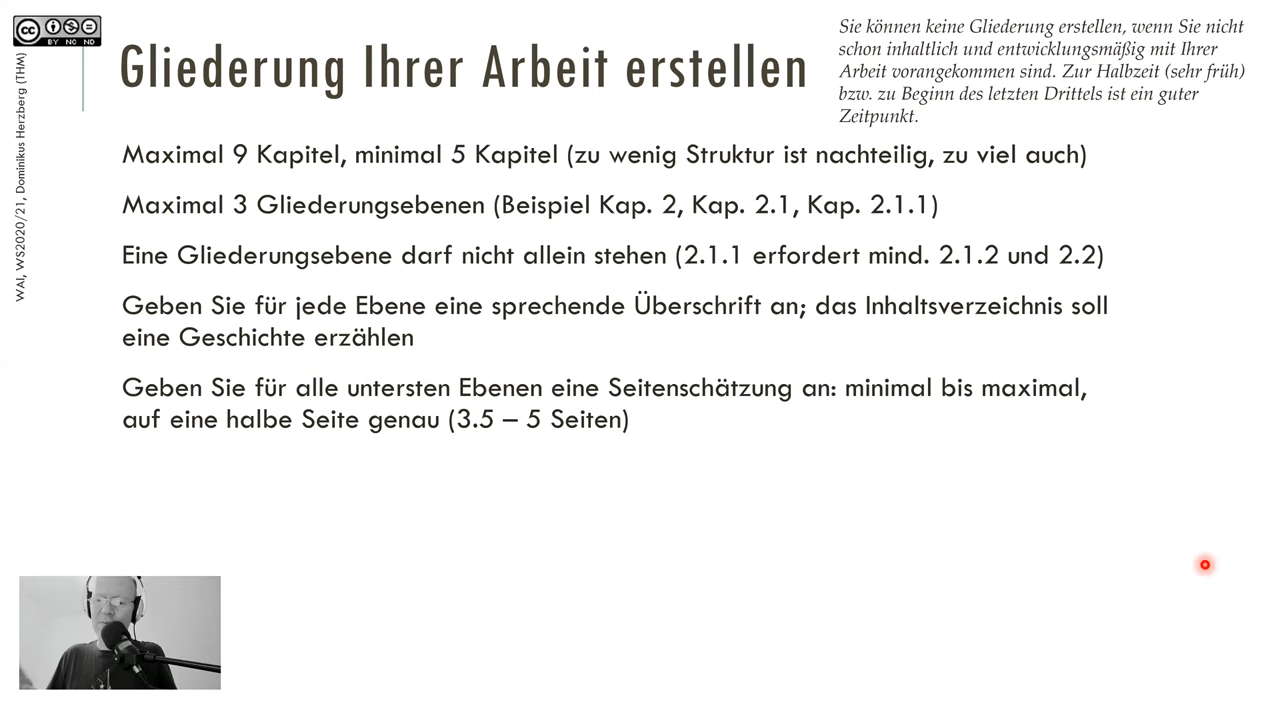 cc
BY NC ND
WAI, WS2020/21, Dominikus Herzberg (THM)
Gliederung Ihrer Arbeit erstellen
Sie können keine Gliederung erstellen, wenn Sie nicht
schon inhaltlich und entwicklungsmäßig mit Ihrer
Arbeit vorangekommen sind. Zur Halbzeit (sehr früh)
bzw. zu Beginn des letzten Drittels ist ein guter
Zeitpunkt.
Maximal 9 Kapitel, minimal 5 Kapitel (zu wenig Struktur ist nachteilig, zu viel auch)
Maximal 3 Gliederungsebenen (Beispiel Kap. 2, Kap. 2.1, Kap. 2.1.1)
Eine Gliederungsebene darf nicht allein stehen (2.1.1 erfordert mind. 2.1.2 und 2.2)
Geben Sie für jede Ebene eine sprechende Überschrift an; das Inhaltsverzeichnis soll
eine Geschichte erzählen
Geben Sie für alle untersten Ebenen eine Seitenschätzung an: minimal bis maximal,
auf eine halbe Seite genau (3.5 – 5 Seiten)